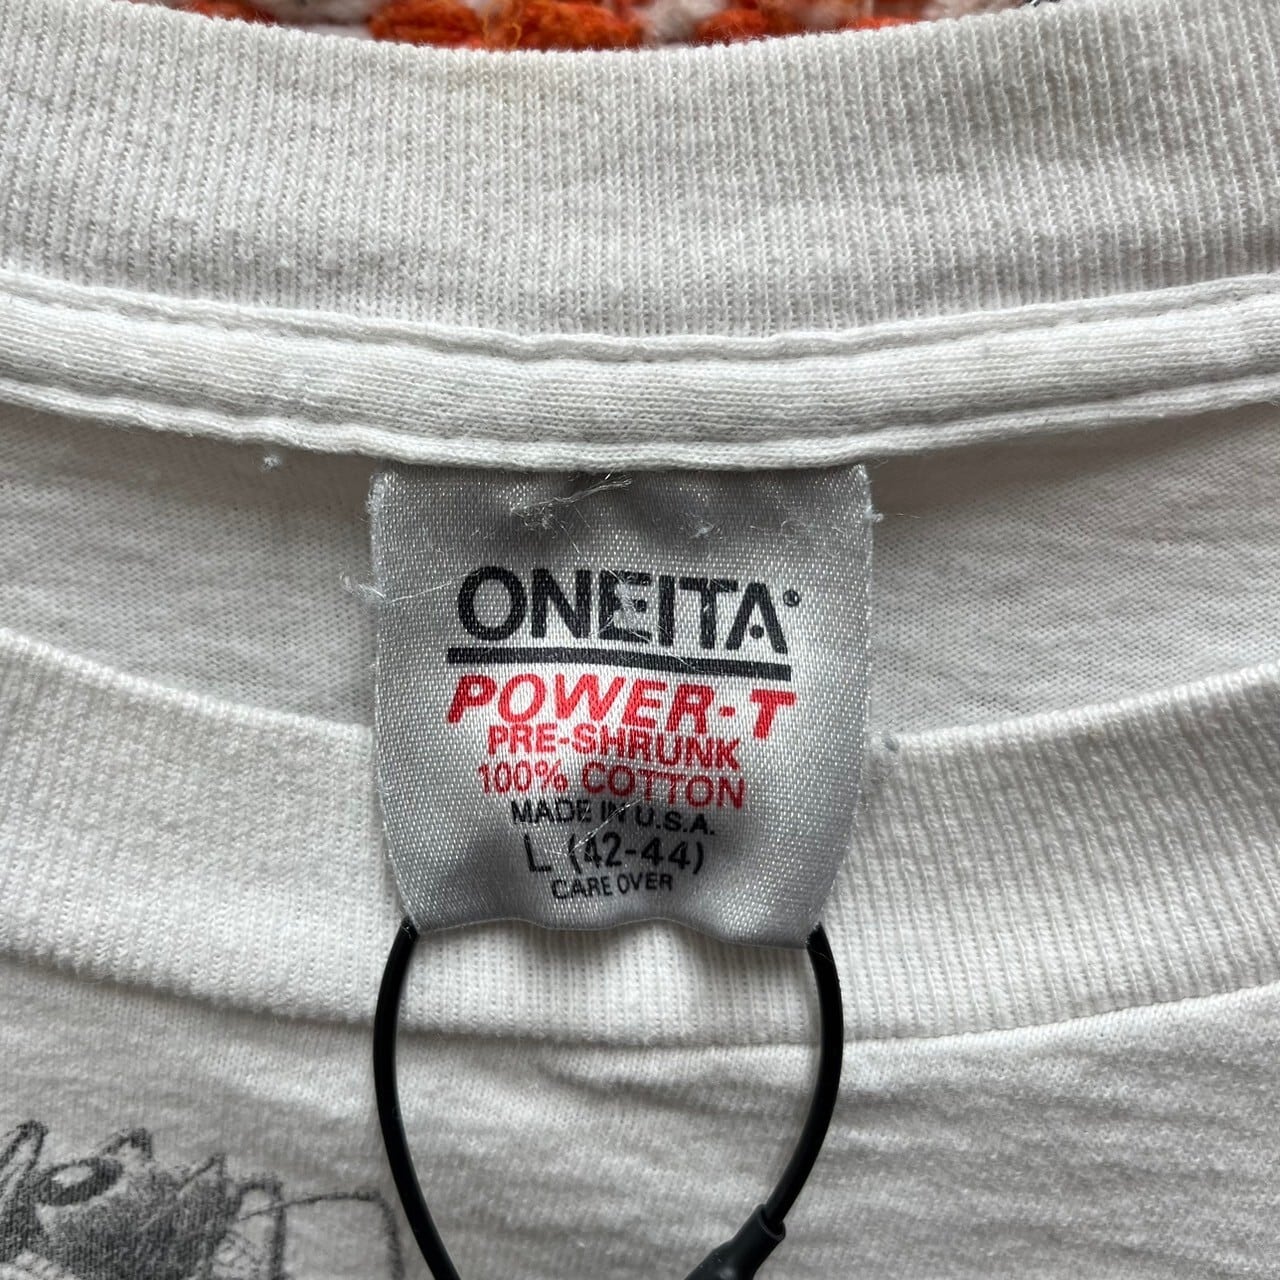 ONEITA®
POWER-T
PRE-SHRUNK
100% COTTON
MADE IN U.S.A.
L (42-44)
CARE OVER